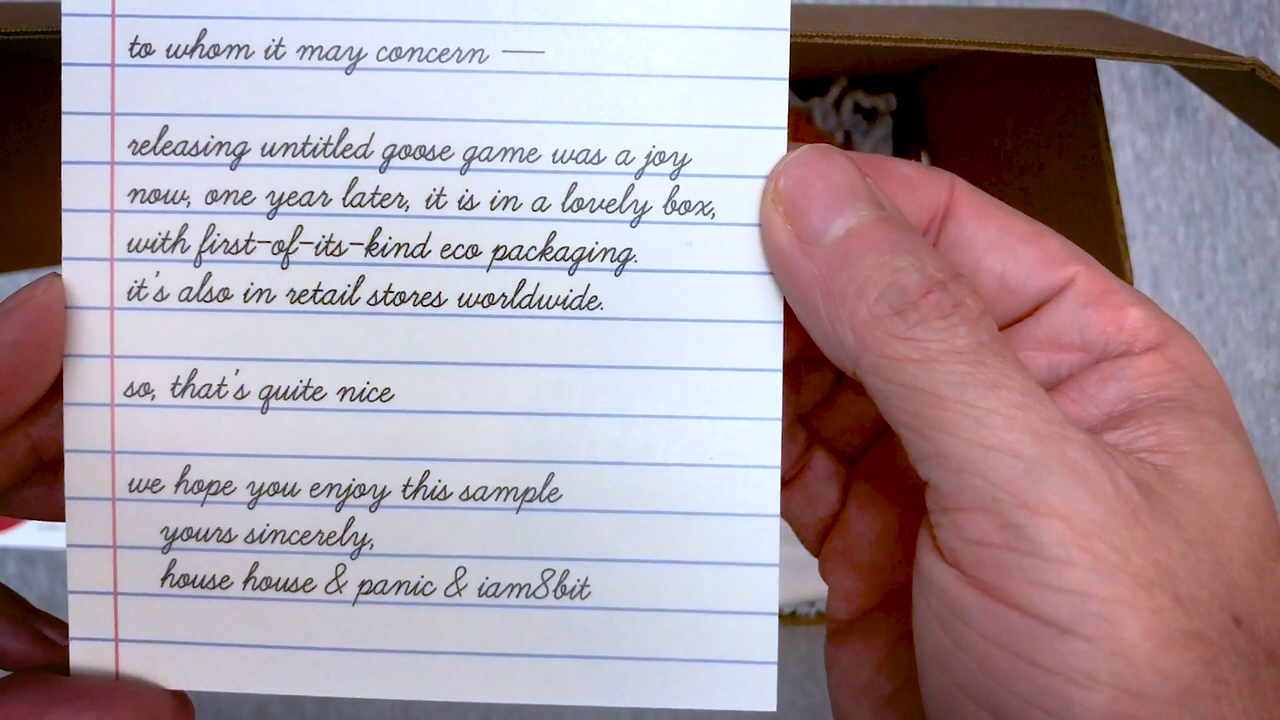 to whom it may concern —
releasing untitled goose game was a joy
now, one year later, it is in a lovely box,
with first-of-its-kind eco packaging.
it's also in retail stores worldwide.
so, that's quite nice
we hope you enjoy this sample
yours sincerely,
house house & panic & iam8bit